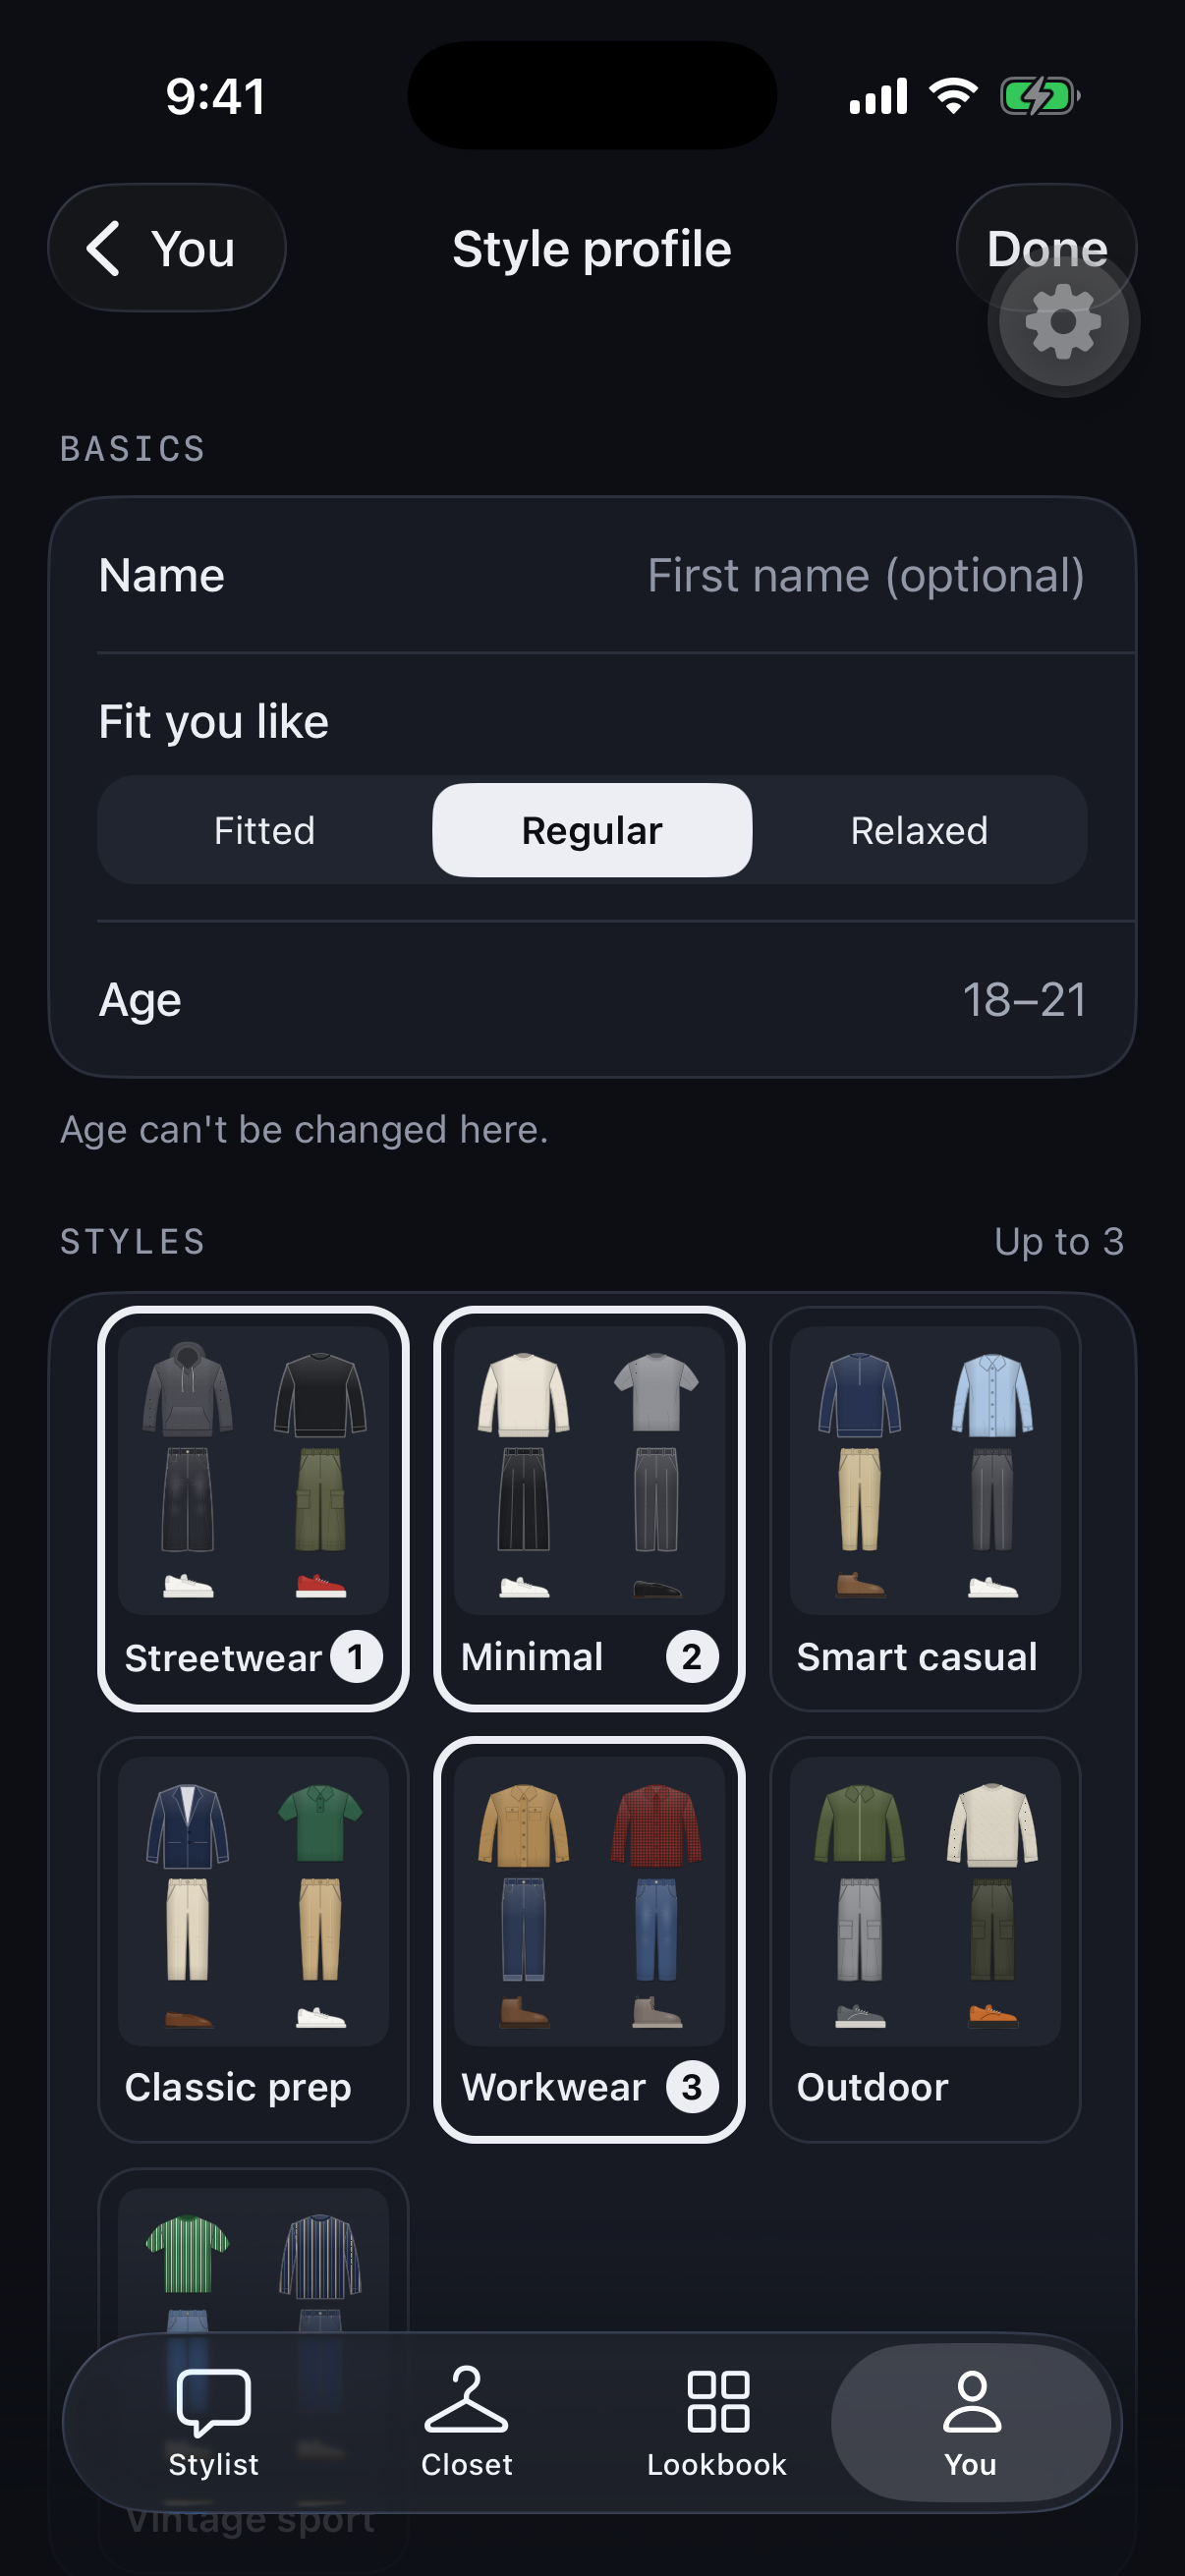 9:41
You
Style profile
Done
BASICS
Name
First name (optional)
Fit you like
Fitted
Regular
Relaxed
Age
18–21
Age can't be changed here.
STYLES
Up to 3
Streetwear 1
Minimal 2
Smart casual
Classic prep
Workwear 3
Outdoor
Stylist
Closet
Lookbook
You
Vintage sport